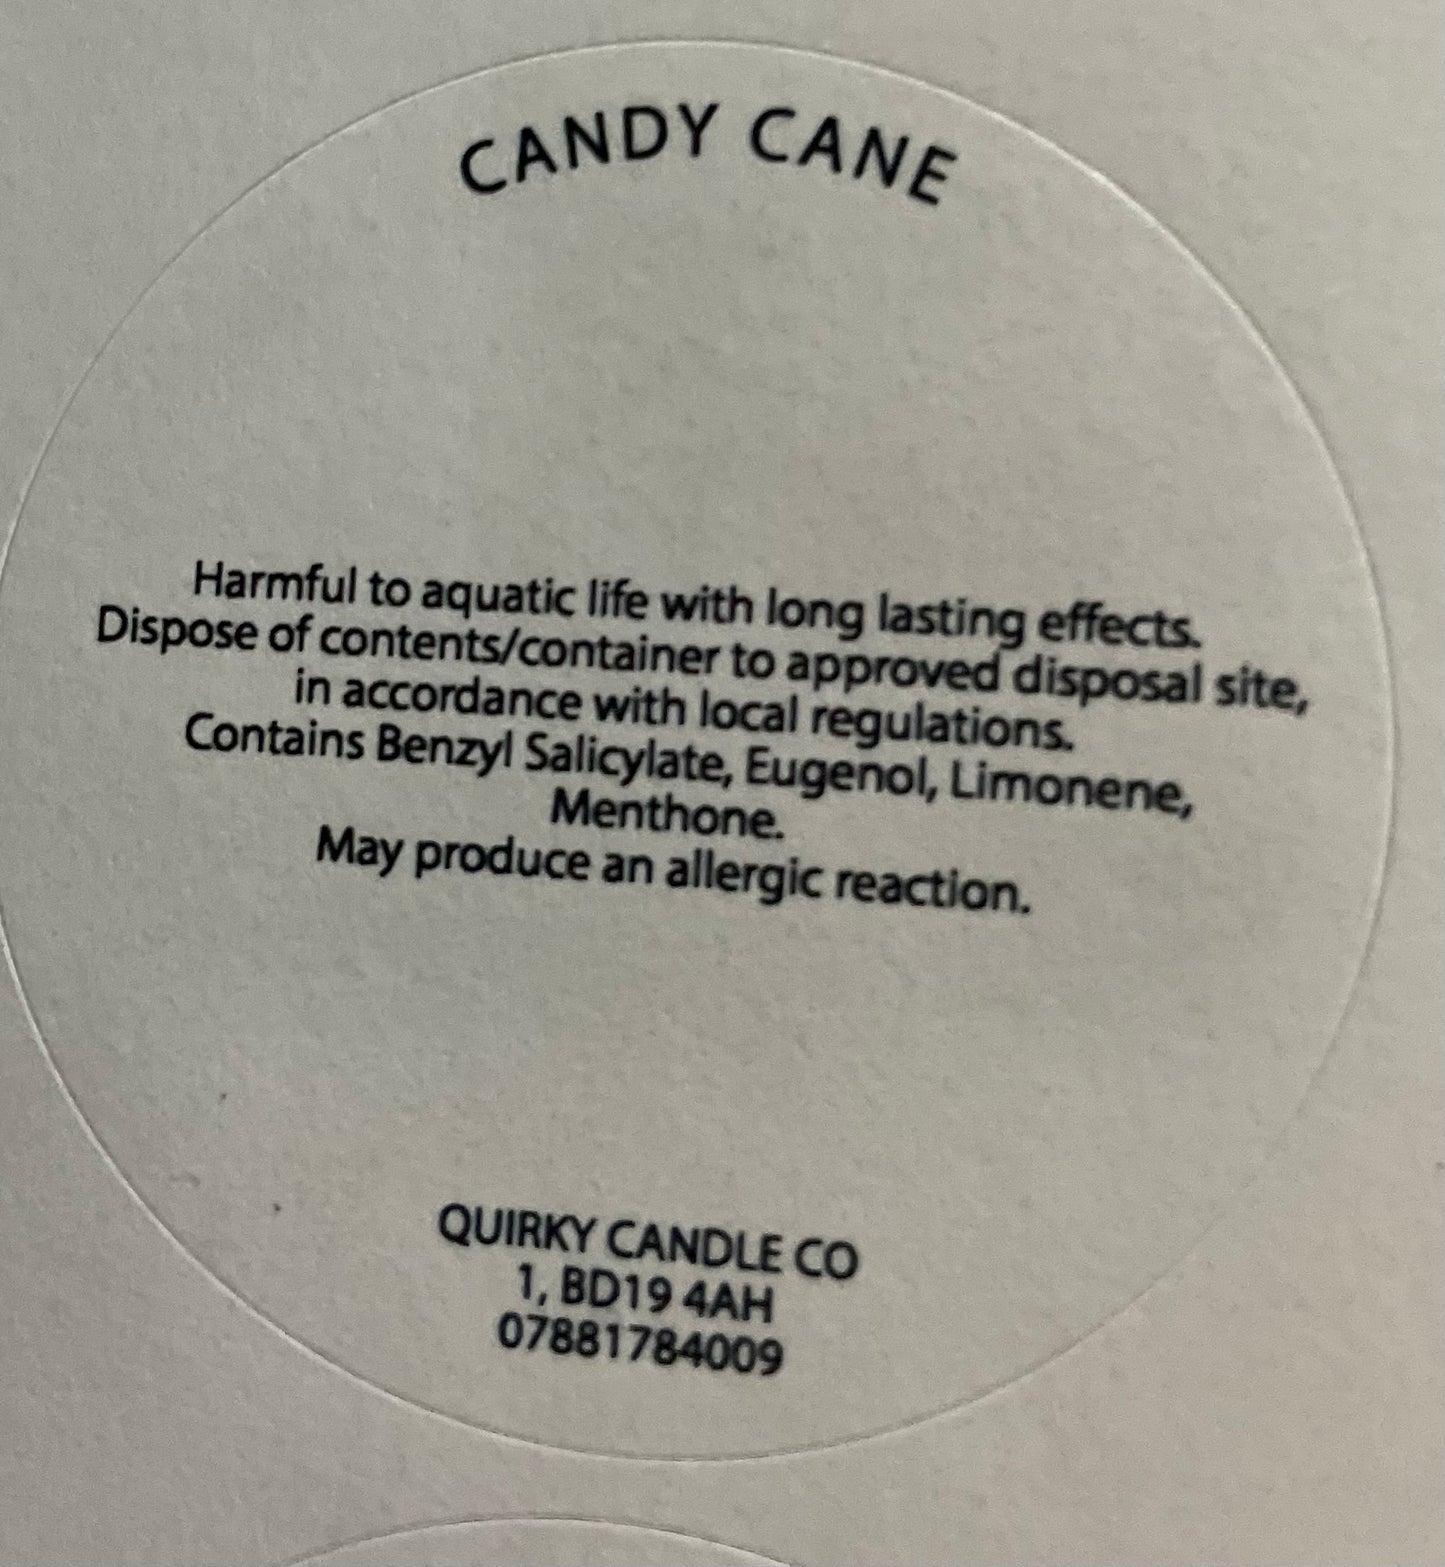 CANDY CANE
Harmful to aquatic life with long lasting effects.
Dispose of contents/container to approved disposal site,
in accordance with local regulations.
Contains Benzyl Salicylate, Eugenol, Limonene,
Menthone.
May produce an allergic reaction.
QUIRKY CANDLE CO
1, BD19 4AH
07881784009